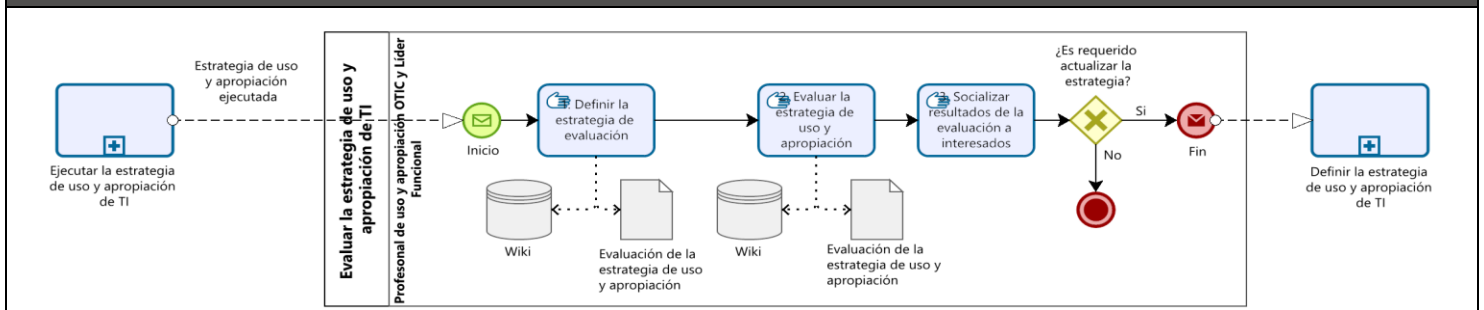 Estrategia de uso
y apropiación
ejecutada
Ejecutar la estrategia
de uso y apropiación
de TI
Evaluar la estrategia de uso y
apropiación de TI
Profesional de uso y apropiación OTIC y Líder
Funcional
Inicio
Definir la
estrategia de
evaluación
Wiki
Evaluación de la
estrategia de uso
y apropiación
Evaluar la
estrategia de
uso y
apropiación
Wiki
Evaluación de la
estrategia de uso y
apropiación
Socializar
resultados de la
evaluación a
interesados
¿Es requerido
actualizar la
estrategia?
Si
No
Fin
Definir la estrategia
de uso y apropiación
de TI